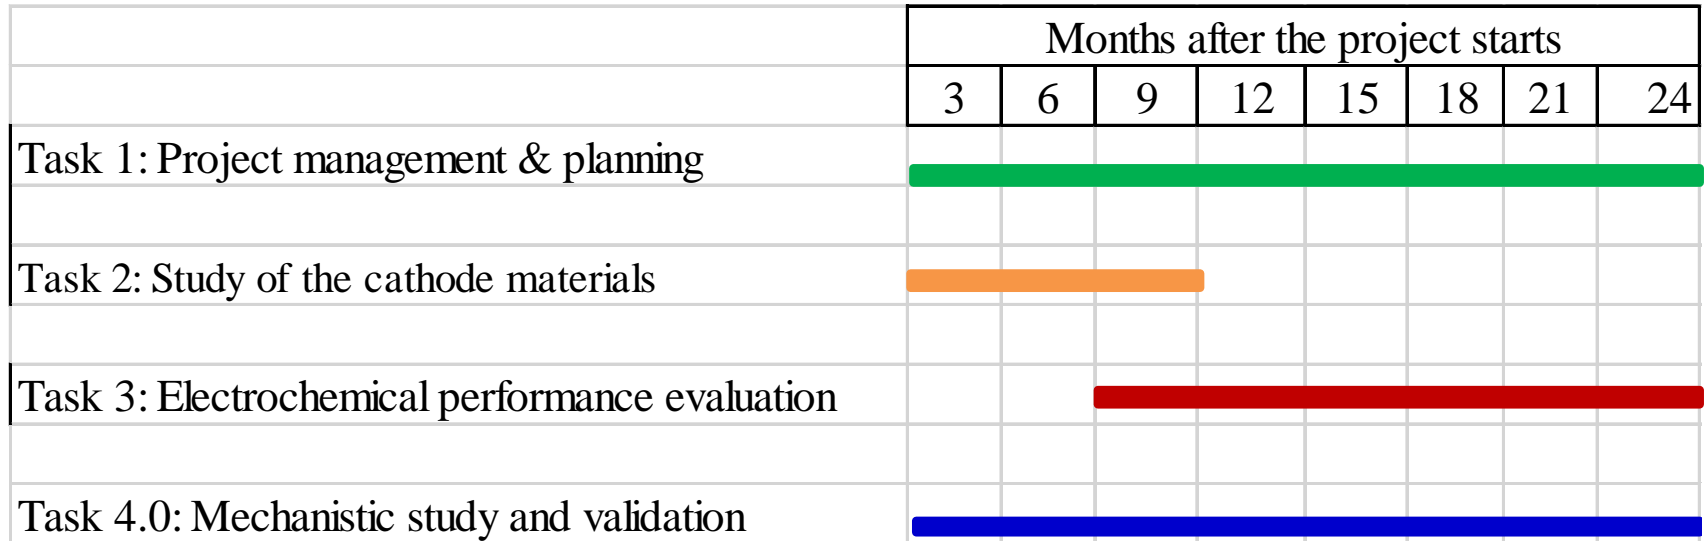 Months after the project starts
3 6 9 12 15 18 21 24
Task 1: Project management & planning
Task 2: Study of the cathode materials
Task 3: Electrochemical performance evaluation
Task 4.0: Mechanistic study and validation